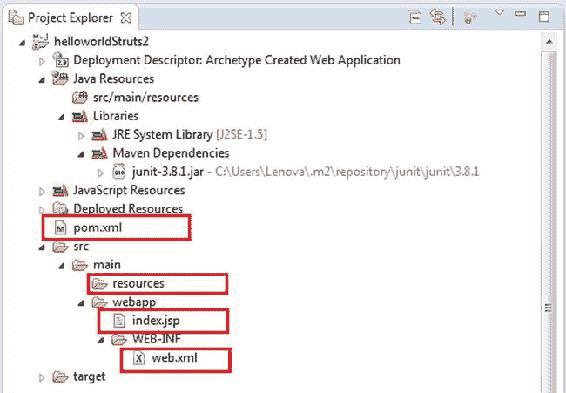 Project Explorer
helloworldStruts2
Deployment Descriptor: Archetype Created Web Application
Java Resources
src/main/resources
Libraries
JRE System Library [J2SE-1.5]
Maven Dependencies
junit-3.8.1.jar - C:\Users\Lenova\.m2\repository\junit\junit\3.8.1
JavaScript Resources
Deployed Resources
pom.xml
src
main
resources
webapp
index.jsp
WEB-INF
web.xml
target